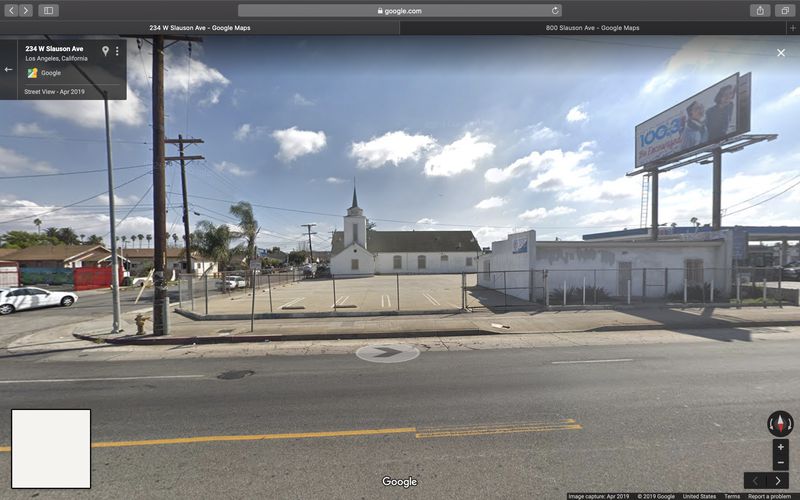 google.com
234 W Slauson Ave - Google Maps
800 Slauson Ave - Google Maps
234 W Slauson Ave
Los Angeles, California
Google
Street View - Apr 2019
100.3
Google
Image capture: Apr 2019 © 2019 Google United States Terms Report a problem